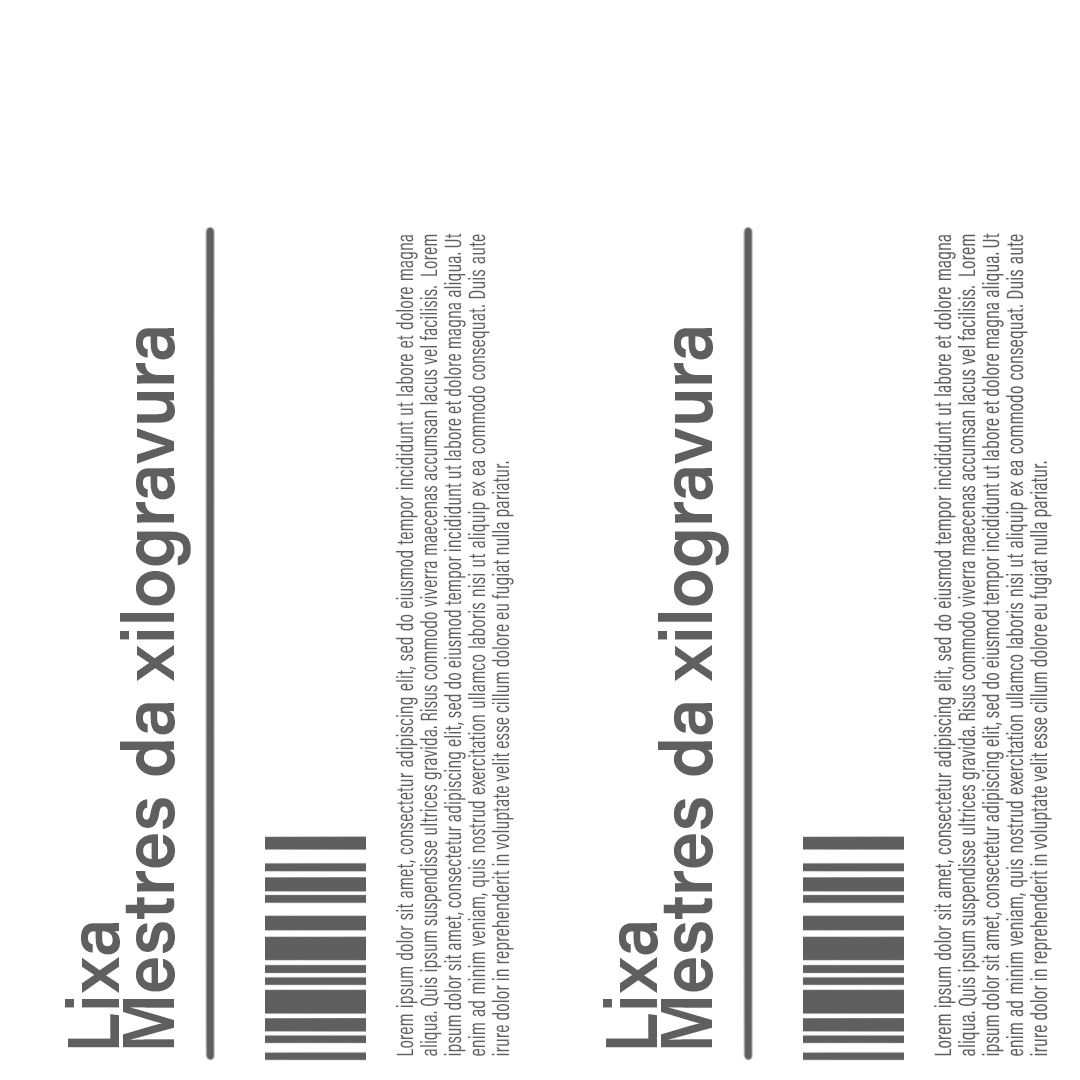 Lixa
Mestres da xilogravura
Lorem ipsum dolor sit amet, consectetur adipiscing elit, sed do eiusmod tempor incididunt ut labore et dolore magna
aliqua. Quis ipsum suspendisse ultrices gravida. Risus commodo viverra maecenas accumsan lacus vel facilisis. Lorem
ipsum dolor sit amet, consectetur adipiscing elit, sed do eiusmod tempor incididunt ut labore et dolore magna aliqua. Ut
enim ad minim veniam, quis nostrud exercitation ullamco laboris nisi ut aliquip ex ea commodo consequat. Duis aute
irure dolor in reprehenderit in voluptate velit esse cillum dolore eu fugiat nulla pariatur.
Lixa
Mestres da xilogravura
Lorem ipsum dolor sit amet, consectetur adipiscing elit, sed do eiusmod tempor incididunt ut labore et dolore magna
aliqua. Quis ipsum suspendisse ultrices gravida. Risus commodo viverra maecenas accumsan lacus vel facilisis. Lorem
ipsum dolor sit amet, consectetur adipiscing elit, sed do eiusmod tempor incididunt ut labore et dolore magna aliqua. Ut
enim ad minim veniam, quis nostrud exercitation ullamco laboris nisi ut aliquip ex ea commodo consequat. Duis aute
irure dolor in reprehenderit in voluptate velit esse cillum dolore eu fugiat nulla pariatur.